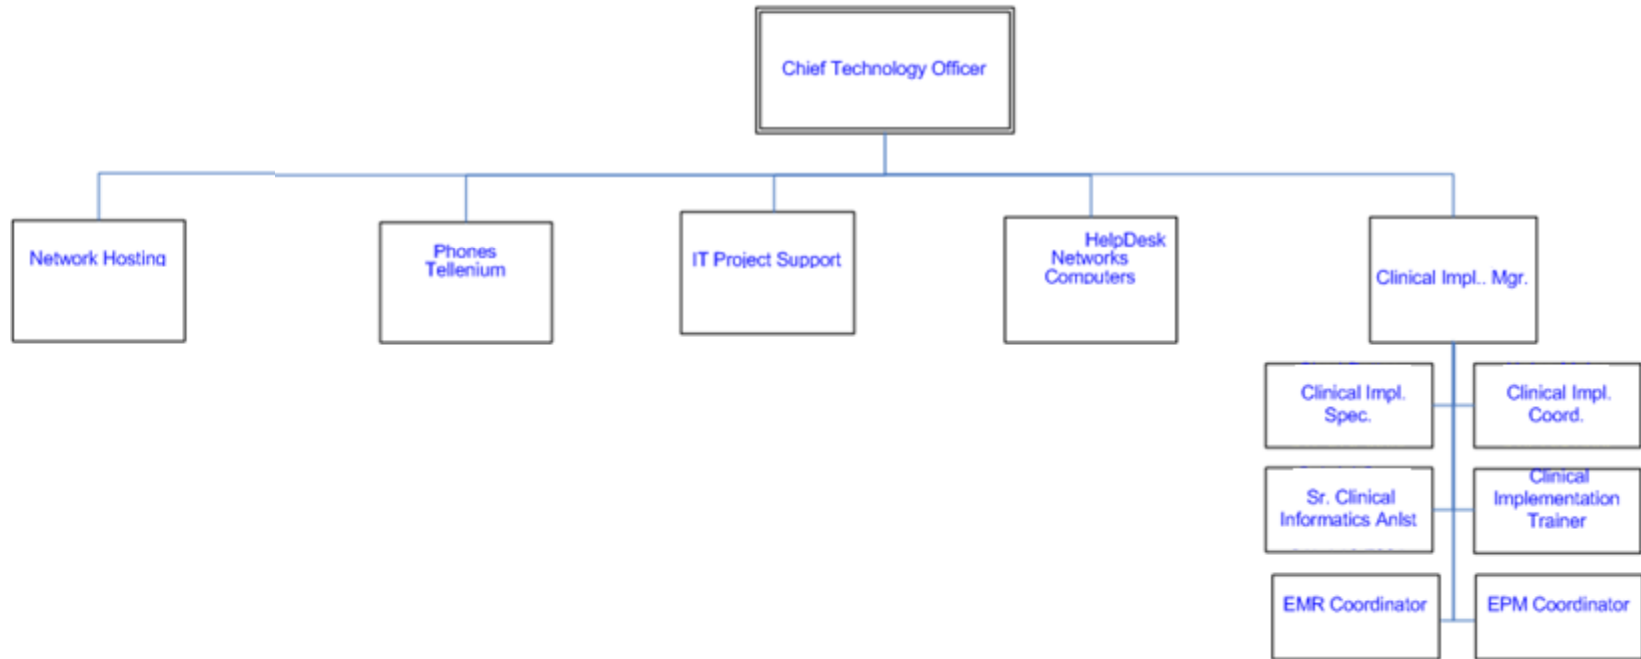 Chief Technology Officer
Network Hosting
Phones
Tellenium
IT Project Support
HelpDesk
Networks
Computers
Clinical Impl.. Mgr.
Clinical Impl.
Spec.
Clinical Impl.
Coord.
Sr. Clinical
Informatics Anlst
Clinical
Implementation
Trainer
EMR Coordinator
EPM Coordinator